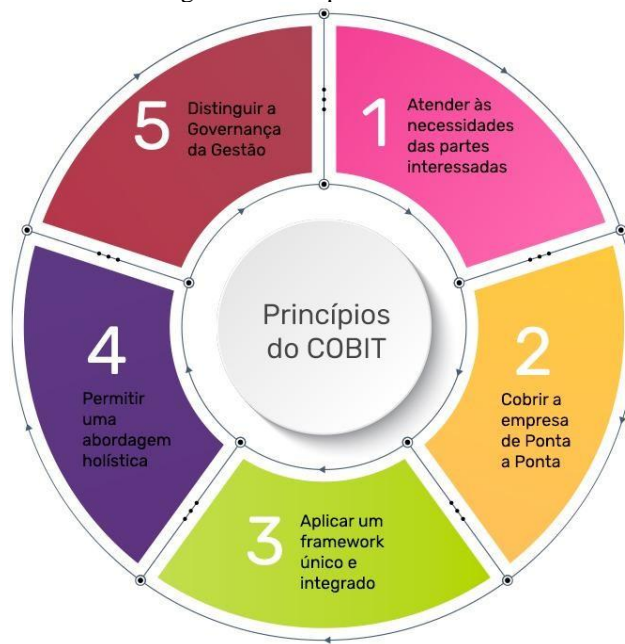 Princípios
do COBIT
1
Atender às
necessidades
das partes
interessadas
2
Cobrir a
empresa
de Ponta
a Ponta
3
Aplicar um
framework
único e
integrado
4
Permitir
uma
abordagem
holística
5
Distinguir a
Governança
da Gestão